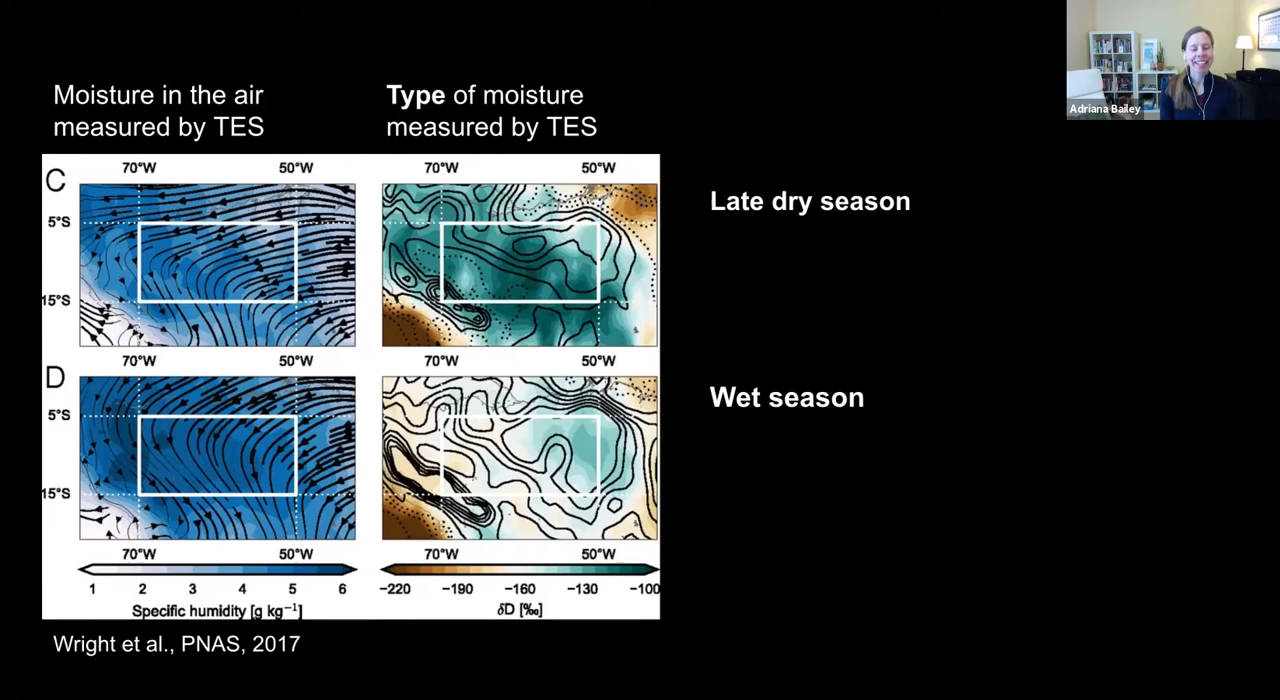 Moisture in the air
measured by TES
Type of moisture
measured by TES
Adriana Bailey
C
70°W
50°W
70°W
50°W
5°S
15°S
Late dry season
70°W
50°W
70°W
50°W
D
5°S
15°S
Wet season
70°W
50°W
70°W
50°W
1 2 3 4 5 6
Specific humidity [g kg⁻¹]
−220 −190 −160 −130 −100
δD [‰]
Wright et al., PNAS, 2017